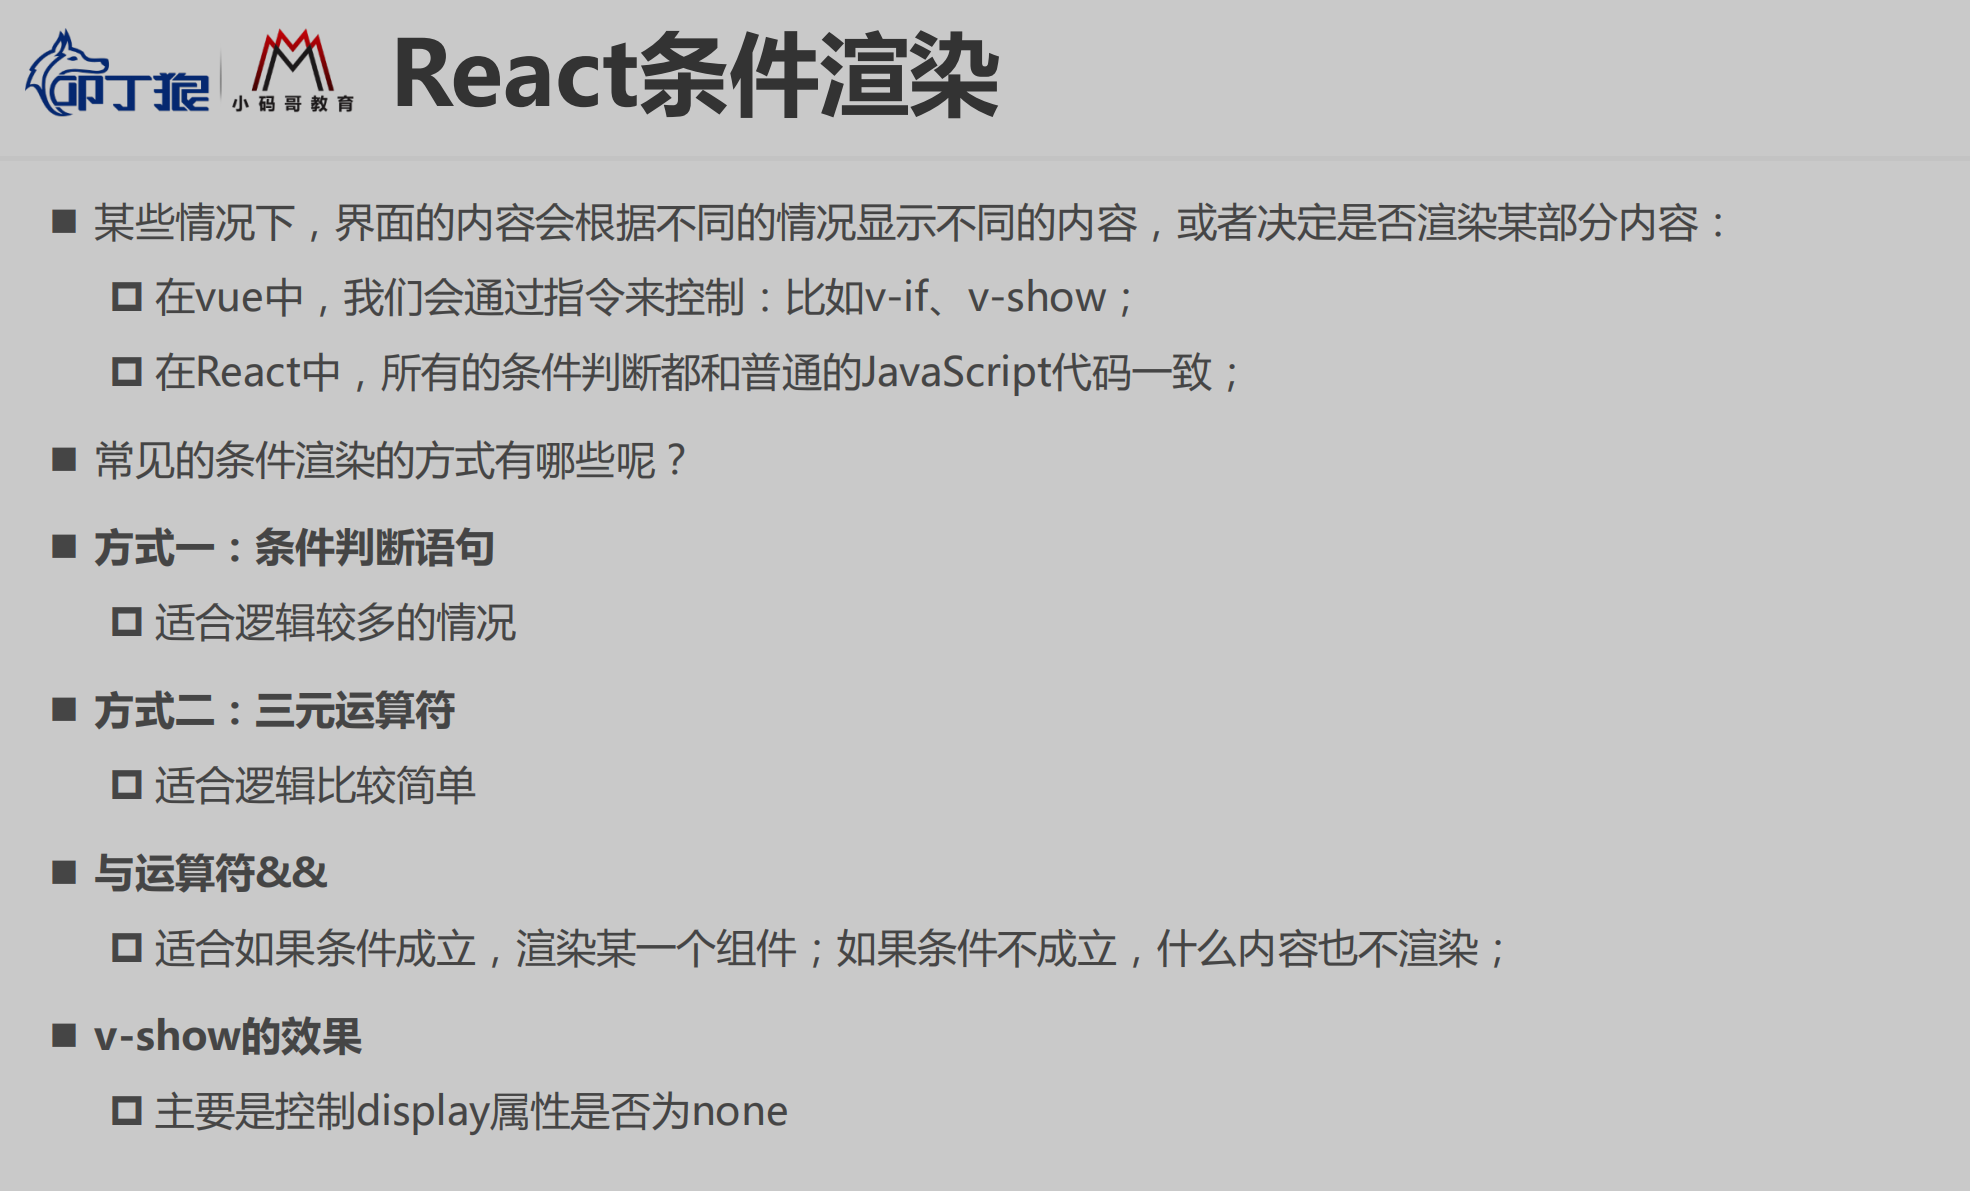 叩丁狼
小码哥教育
React条件渲染
某些情况下，界面的内容会根据不同的情况显示不同的内容，或者决定是否渲染某部分内容：
在vue中，我们会通过指令来控制：比如v-if、v-show；
在React中，所有的条件判断都和普通的JavaScript代码一致；
常见的条件渲染的方式有哪些呢？
方式一：条件判断语句
适合逻辑较多的情况
方式二：三元运算符
适合逻辑比较简单
与运算符&&
适合如果条件成立，渲染某一个组件；如果条件不成立，什么内容也不渲染；
v-show的效果
主要是控制display属性是否为none